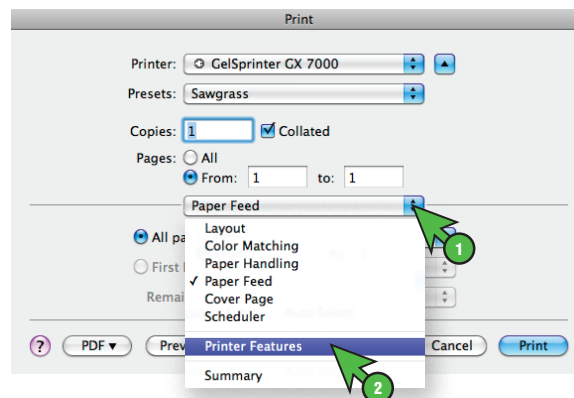 Print
Printer: GelSprinter GX 7000
Presets: Sawgrass
Copies: 1 Collated
Pages: All
From: 1 to: 1
Paper Feed
Layout
Color Matching
Paper Handling
✓ Paper Feed
Cover Page
Scheduler
Printer Features
Summary
All pa
First
Remai
1
? PDF ▾ Prev Cancel Print
2